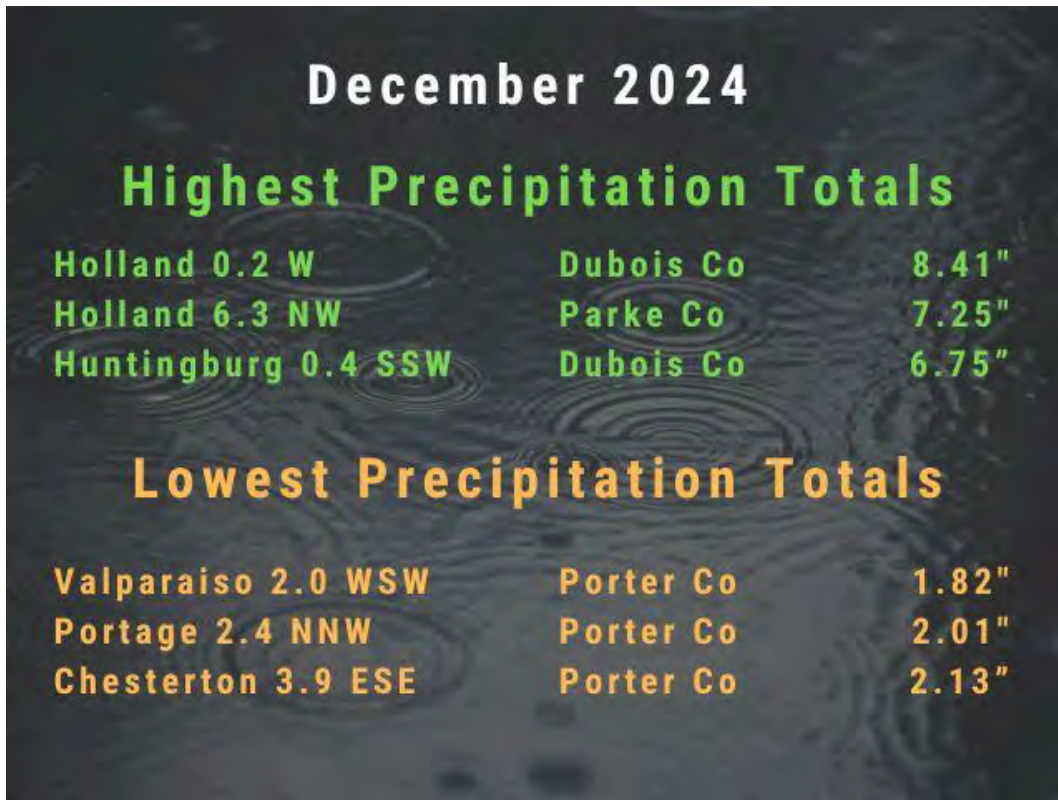 December 2024
Highest Precipitation Totals
Holland 0.2 W Dubois Co 8.41"
Holland 6.3 NW Parke Co 7.25"
Huntingburg 0.4 SSW Dubois Co 6.75”
Lowest Precipitation Totals
Valparaiso 2.0 WSW Porter Co 1.82"
Portage 2.4 NNW Porter Co 2.01"
Chesterton 3.9 ESE Porter Co 2.13”